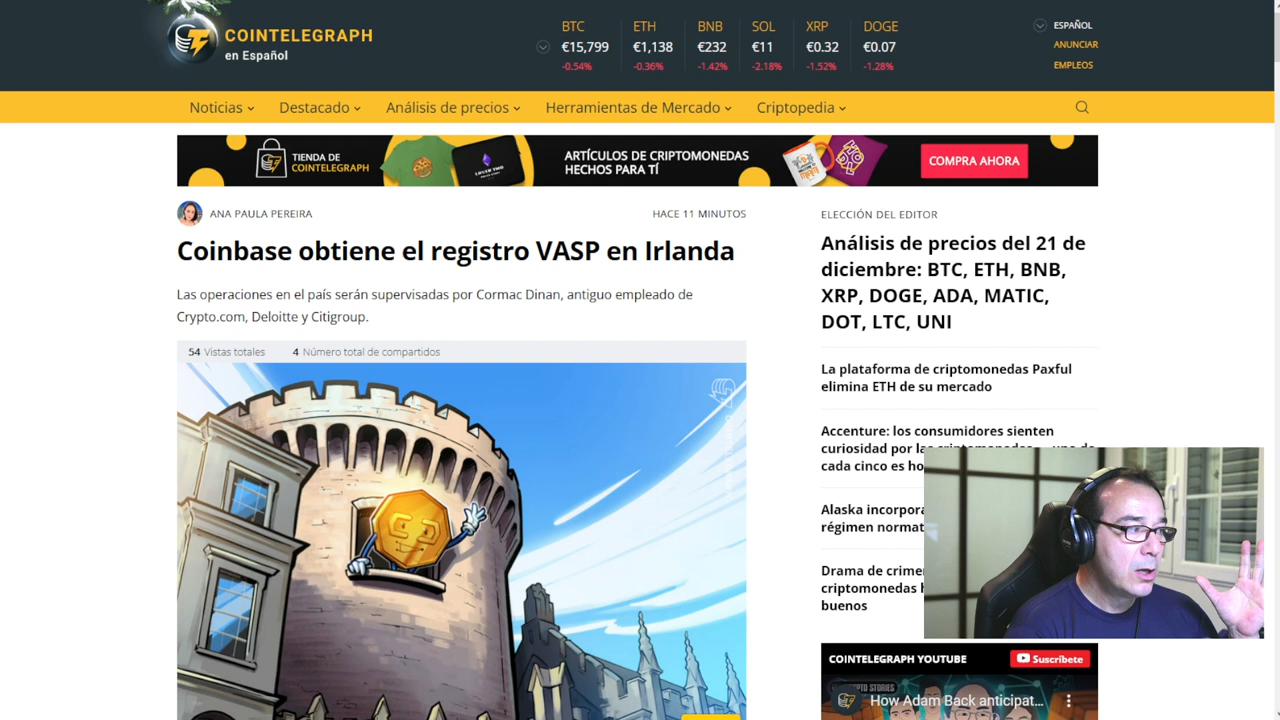 COINTELEGRAPH
en Español
BTC ETH BNB SOL XRP DOGE
€15,799 €1,138 €232 €11 €0.32 €0.07
-0.54% -0.36% -1.42% -2.18% -1.52% -1.28%
ESPAÑOL
ANUNCIAR
EMPLEOS
Noticias Destacado Análisis de precios Herramientas de Mercado Criptopedia
TIENDA DE
COINTELEGRAPH
ARTÍCULOS DE CRIPTOMONEDAS
HECHOS PARA TÍ
COMPRA AHORA
ANA PAULA PEREIRA
HACE 11 MINUTOS
Coinbase obtiene el registro VASP en Irlanda
Las operaciones en el país serán supervisadas por Cormac Dinan, antiguo empleado de
Crypto.com, Deloitte y Citigroup.
54 Vistas totales 4 Número total de compartidos
ELECCIÓN DEL EDITOR
Análisis de precios del 21 de
diciembre: BTC, ETH, BNB,
XRP, DOGE, ADA, MATIC,
DOT, LTC, UNI
La plataforma de criptomonedas Paxful
elimina ETH de su mercado
Accenture: los consumidores sienten
curiosidad por las criptomonedas
cada cinco es
Alaska
régimen
Drama de
criptomonedas
buenos
COINTELEGRAPH YOUTUBE
Suscríbete
How Adam Back anticipat...